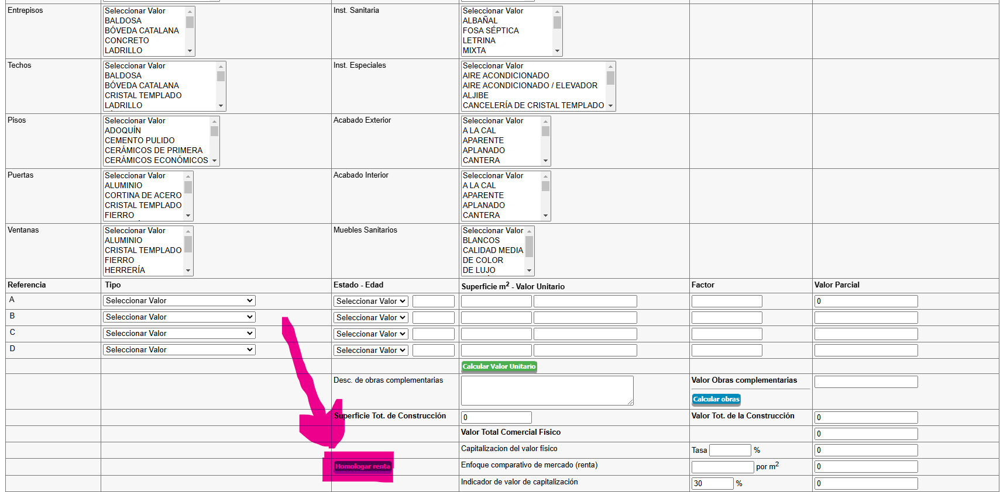 Entrepisos
Seleccionar Valor
BALDOSA
BÓVEDA CATALANA
CONCRETO
LADRILLO
Inst. Sanitaria
Seleccionar Valor
ALBAÑAL
FOSA SÉPTICA
LETRINA
MIXTA
Techos
Seleccionar Valor
BALDOSA
BÓVEDA CATALANA
CRISTAL TEMPLADO
LADRILLO
Inst. Especiales
Seleccionar Valor
AIRE ACONDICIONADO
AIRE ACONDICIONADO / ELEVADOR
ALJIBE
CANCELERÍA DE CRISTAL TEMPLADO
Pisos
Seleccionar Valor
ADOQUÍN
CEMENTO PULIDO
CERÁMICOS DE PRIMERA
CERÁMICOS ECONÓMICOS
Acabado Exterior
Seleccionar Valor
A LA CAL
APARENTE
APLANADO
CANTERA
Puertas
Seleccionar Valor
ALUMINIO
CORTINA DE ACERO
CRISTAL TEMPLADO
FIERRO
Acabado Interior
Seleccionar Valor
A LA CAL
APARENTE
APLANADO
CANTERA
Ventanas
Seleccionar Valor
ALUMINIO
CRISTAL TEMPLADO
FIERRO
HERRERÍA
Muebles Sanitarios
Seleccionar Valor
BLANCOS
CALIDAD MEDIA
DE COLOR
DE LUJO
Referencia Tipo Estado - Edad Superficie m2 - Valor Unitario Factor Valor Parcial
A Seleccionar Valor Seleccionar Valor 0
B Seleccionar Valor Seleccionar Valor
C Seleccionar Valor Seleccionar Valor
D Seleccionar Valor Seleccionar Valor
Calcular Valor Unitario
Desc. de obras complementarias Valor Obras complementarias
Calcular obras
Superficie Tot. de Construcción 0 Valor Tot. de la Construcción 0
Valor Total Comercial Físico 0
Capitalizacion del valor físico Tasa % 0
Homologar renta Enfoque comparativo de mercado (renta) por m2 0
Indicador de valor de capitalización 30 % 0